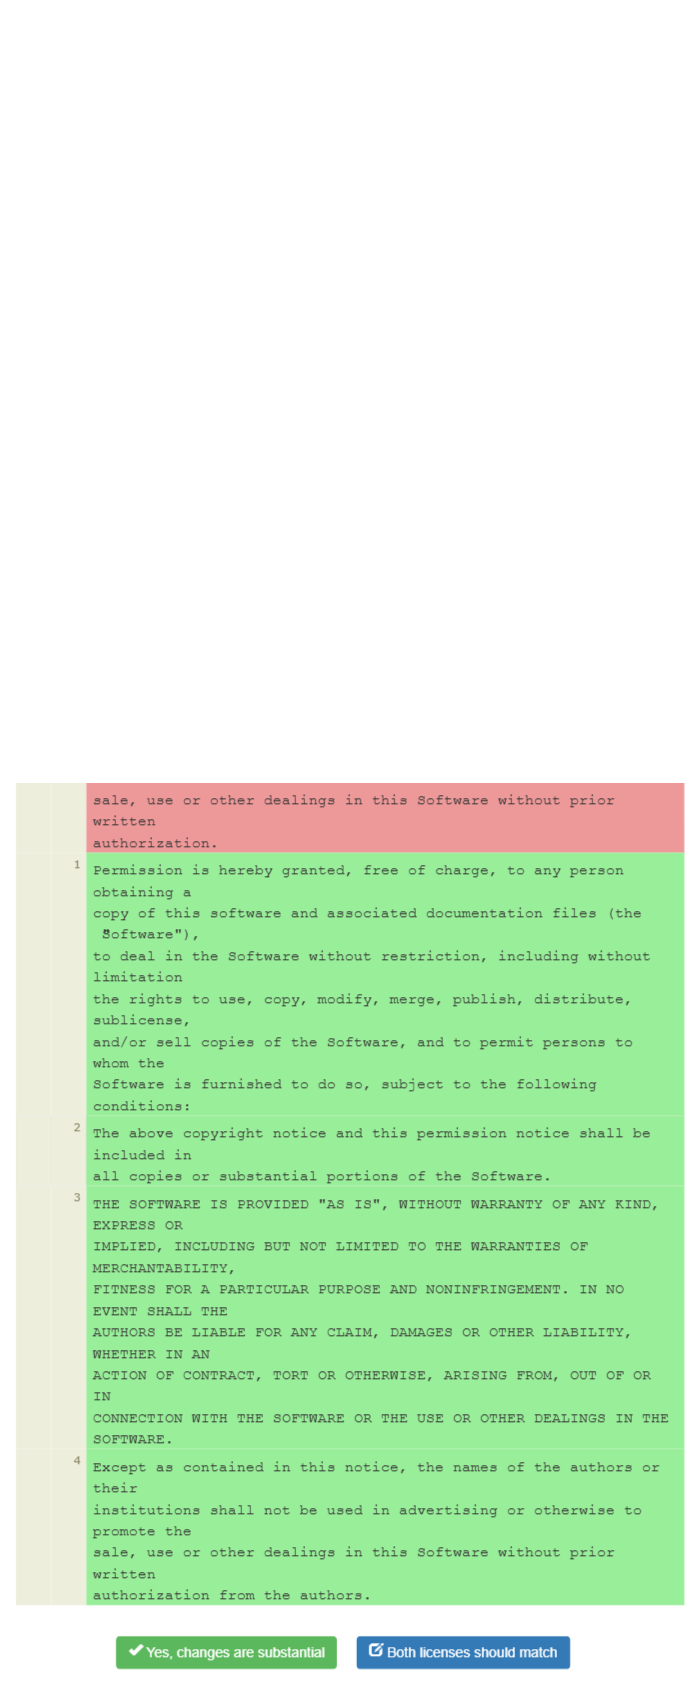 sale, use or other dealings in this Software without prior
written
authorization.
1 Permission is hereby granted, free of charge, to any person
obtaining a
copy of this software and associated documentation files (the
"Software"),
to deal in the Software without restriction, including without
limitation
the rights to use, copy, modify, merge, publish, distribute,
sublicense,
and/or sell copies of the Software, and to permit persons to
whom the
Software is furnished to do so, subject to the following
conditions:
2 The above copyright notice and this permission notice shall be
included in
all copies or substantial portions of the Software.
3 THE SOFTWARE IS PROVIDED "AS IS", WITHOUT WARRANTY OF ANY KIND,
EXPRESS OR
IMPLIED, INCLUDING BUT NOT LIMITED TO THE WARRANTIES OF
MERCHANTABILITY,
FITNESS FOR A PARTICULAR PURPOSE AND NONINFRINGEMENT. IN NO
EVENT SHALL THE
AUTHORS BE LIABLE FOR ANY CLAIM, DAMAGES OR OTHER LIABILITY,
WHETHER IN AN
ACTION OF CONTRACT, TORT OR OTHERWISE, ARISING FROM, OUT OF OR
IN
CONNECTION WITH THE SOFTWARE OR THE USE OR OTHER DEALINGS IN THE
SOFTWARE.
4 Except as contained in this notice, the names of the authors or
their
institutions shall not be used in advertising or otherwise to
promote the
sale, use or other dealings in this Software without prior
written
authorization from the authors.
Yes, changes are substantial Both licenses should match